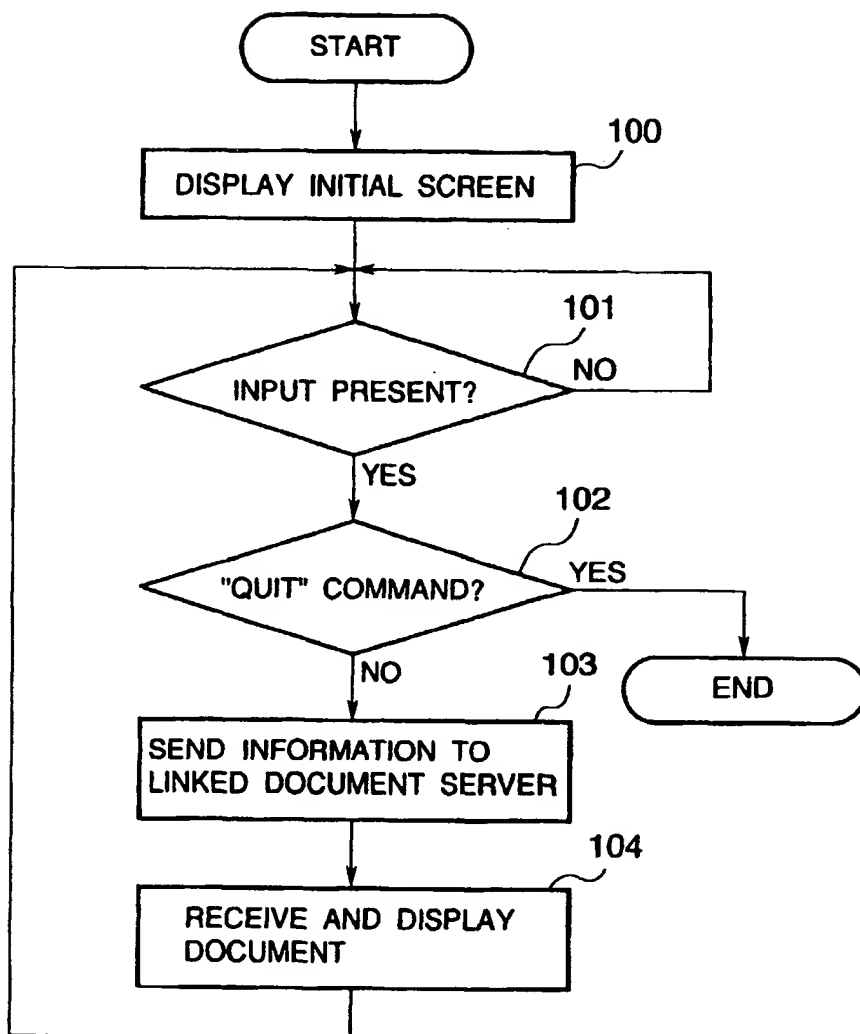 START
100
DISPLAY INITIAL SCREEN
101
INPUT PRESENT?
NO
YES
102
"QUIT" COMMAND?
YES
NO
END
103
SEND INFORMATION TO
LINKED DOCUMENT SERVER
104
RECEIVE AND DISPLAY
DOCUMENT